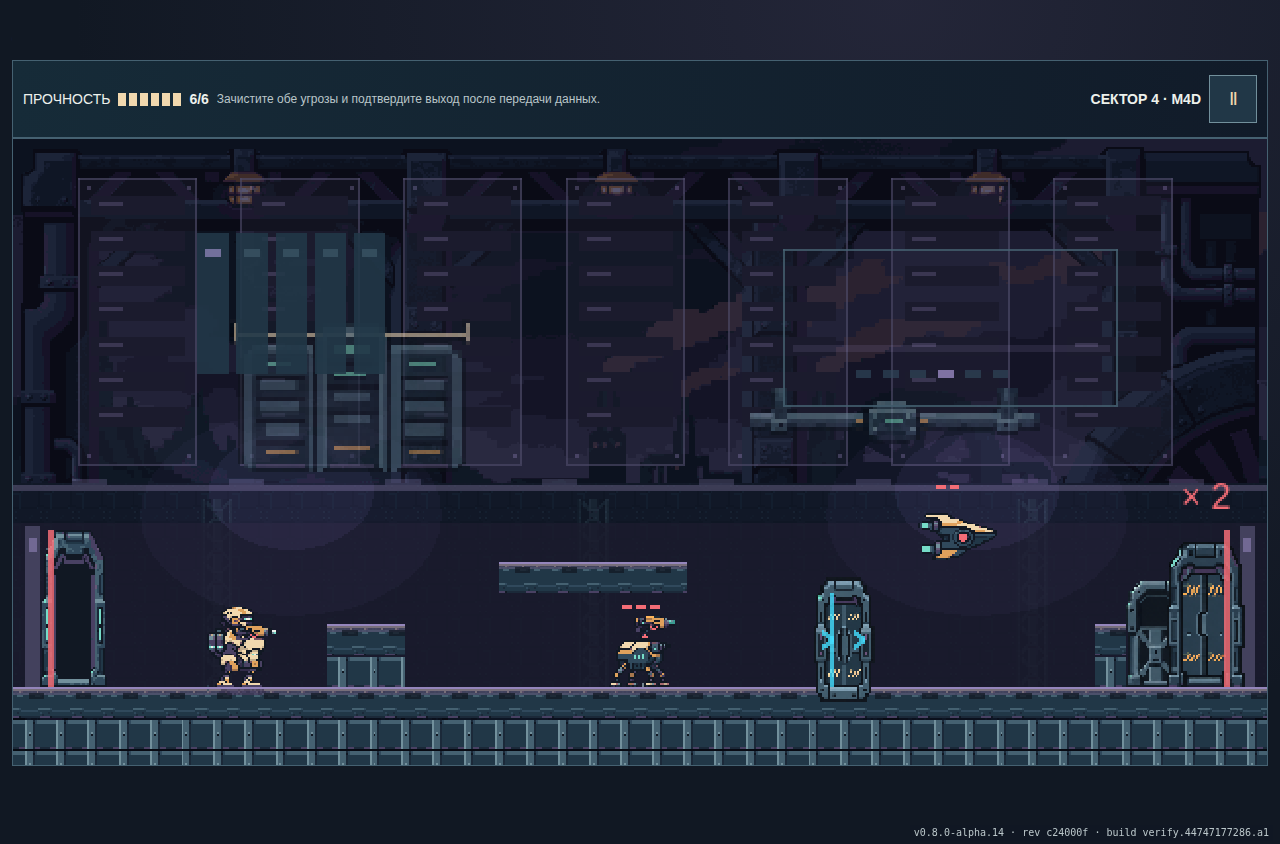 ПРОЧНОСТЬ 6/6 Зачистите обе угрозы и подтвердите выход после передачи данных. СЕКТОР 4 · M4D II
× 2
v0.8.0-alpha.14 · rev c24000f · build verify.44747177286.a1